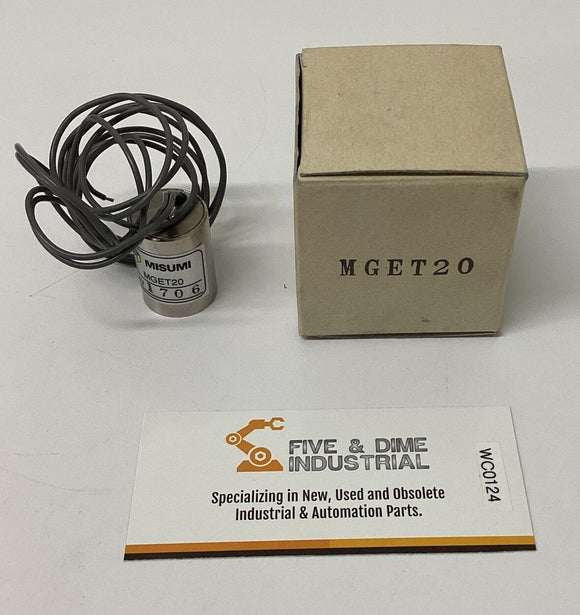 MISUMI
MGET20
1706
MGET20
FIVE & DIME
INDUSTRIAL
Specializing in New, Used and Obsolete
Industrial & Automation Parts.
WC0124